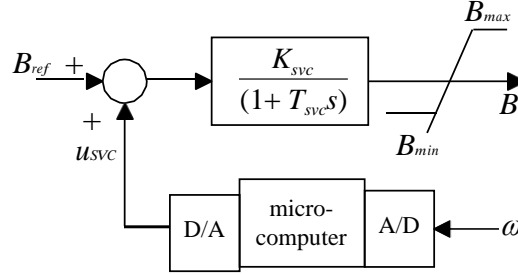 B_max
B_ref +
K_svc
(1+ T_svc s)
B
+
u_SVC
B_min
D/A
micro-
computer
A/D
ω